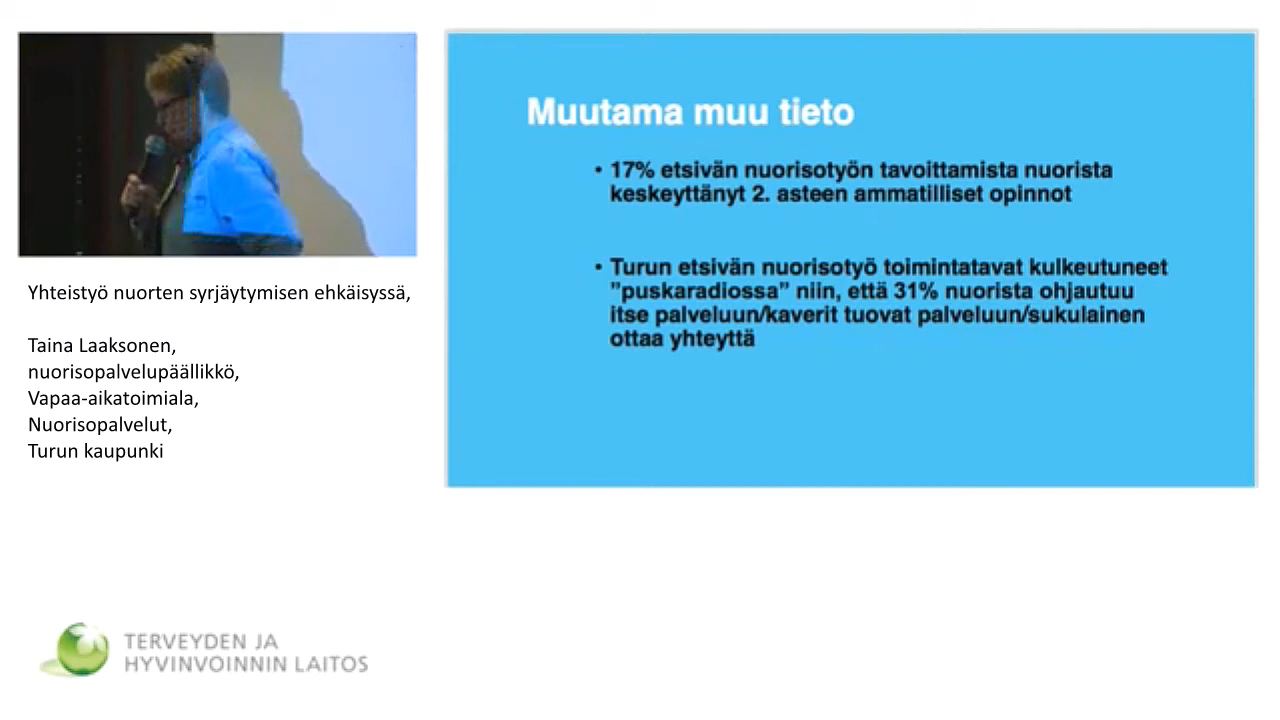 Muutama muu tieto
• 17% etsivän nuorisotyön tavoittamista nuorista
keskeyttänyt 2. asteen ammatilliset opinnot
• Turun etsivän nuorisotyö toimintatavat kulkeutuneet
”puskaradiossa” niin, että 31% nuorista ohjautuu
itse palveluun/kaverit tuovat palveluun/sukulainen
ottaa yhteyttä
Yhteistyö nuorten syrjäytymisen ehkäisyssä,
Taina Laaksonen,
nuorisopalvelupäällikkö,
Vapaa-aikatoimiala,
Nuorisopalvelut,
Turun kaupunki
TERVEYDEN JA
HYVINVOINNIN LAITOS